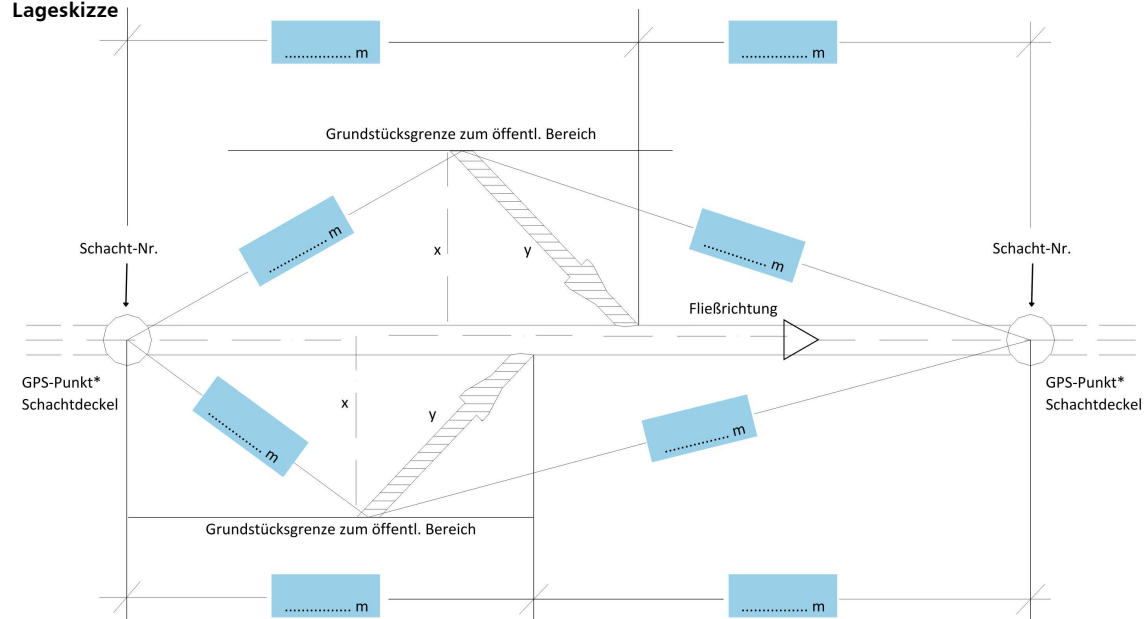 Lageskizze
................ m
................ m
Grundstücksgrenze zum öffentl. Bereich
............... m
............... m
Schacht-Nr.
x
y
Schacht-Nr.
Fließrichtung
GPS-Punkt*
Schachtdeckel
GPS-Punkt*
Schachtdeckel
x
y
............... m
............... m
Grundstücksgrenze zum öffentl. Bereich
................ m
................ m